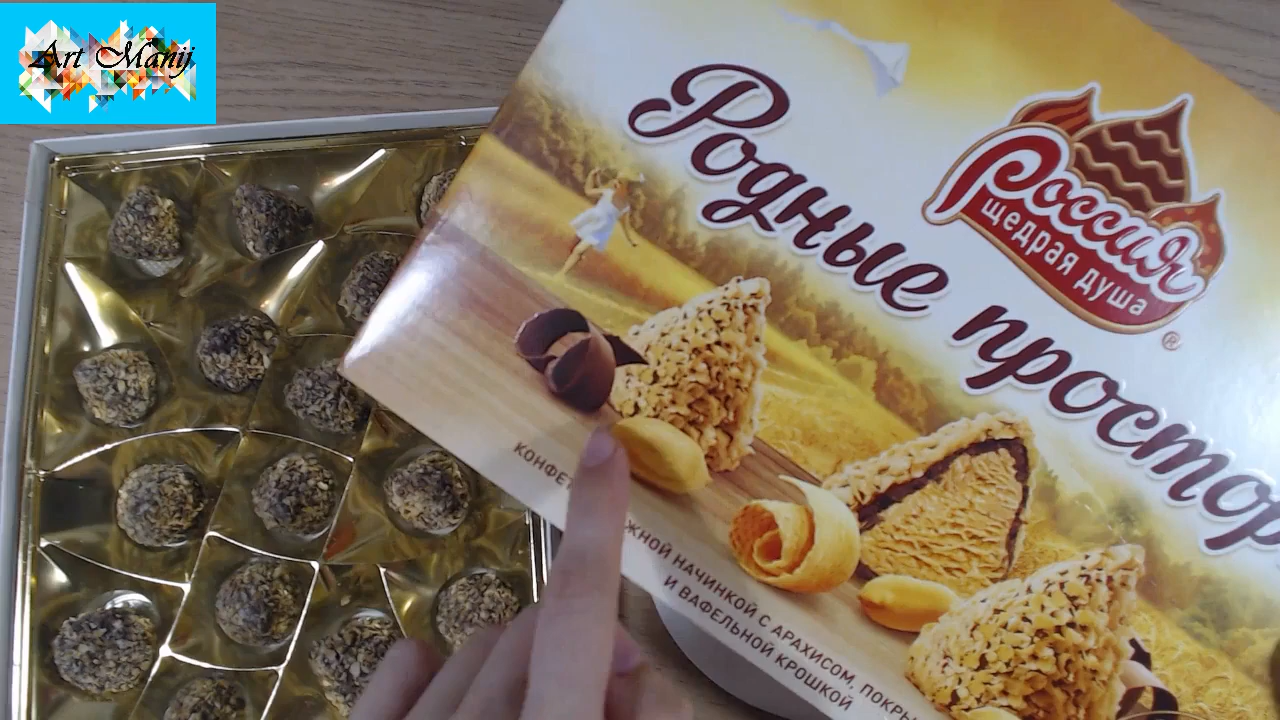 Art Manij
Россия
щедрая душа
®
Родные простор
КОНФЕТ ЖНОЙ НАЧИНКОЙ С АРАХИСОМ, ПОКРЫ
И ВАФЕЛЬНОЙ КРОШКОЙ